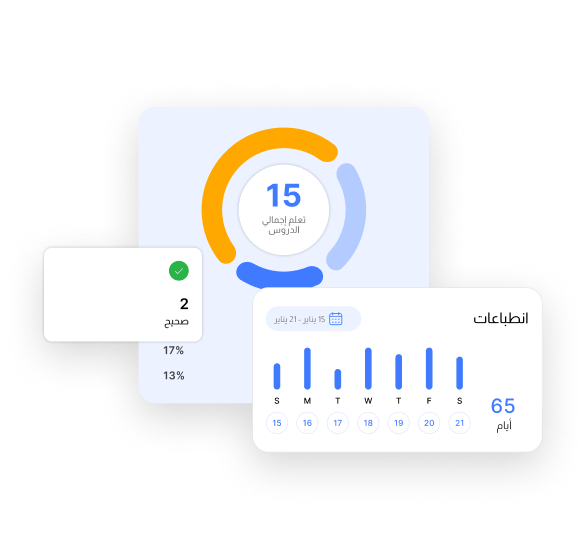 15
تعلم إجمالي
الدروس
2
صحيح
17%
13%
انطباعات
15 يناير - 21 يناير
S M T W T F S
15 16 17 18 19 20 21
65
أيام